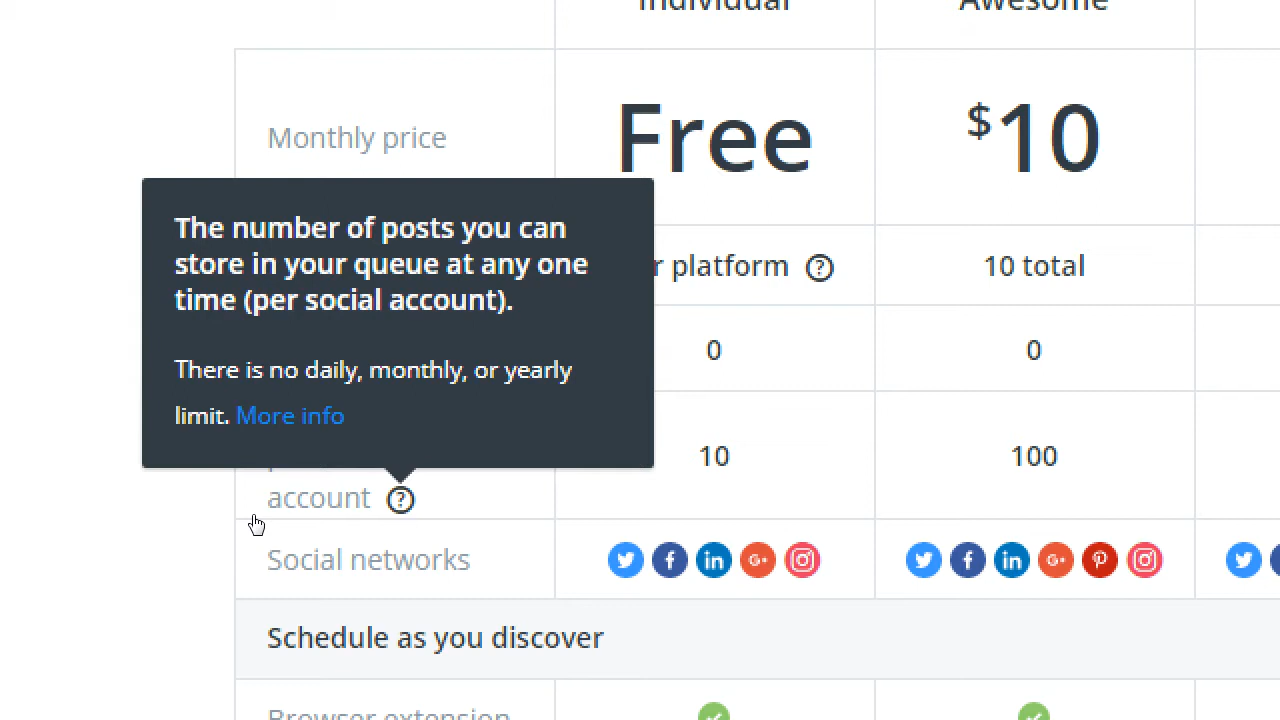 Individual
Awesome
Monthly price
Free
$10
The number of posts you can
store in your queue at any one
time (per social account).
There is no daily, monthly, or yearly
limit. More info
platform ?
10 total
0
0
10
100
account ?
Social networks
Schedule as you discover
Browser extension